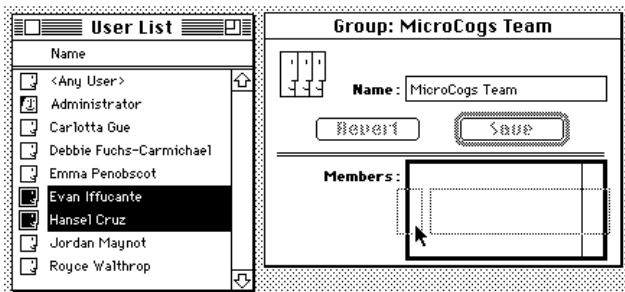 User List
Name
<Any User>
Administrator
Carlotta Gue
Debbie Fuchs-Carmichael
Emma Penobscot
Evan Iffucante
Hansel Cruz
Jordan Maynot
Royce Walthrop
Group: MicroCogs Team
Name: MicroCogs Team
Revert Save
Members: